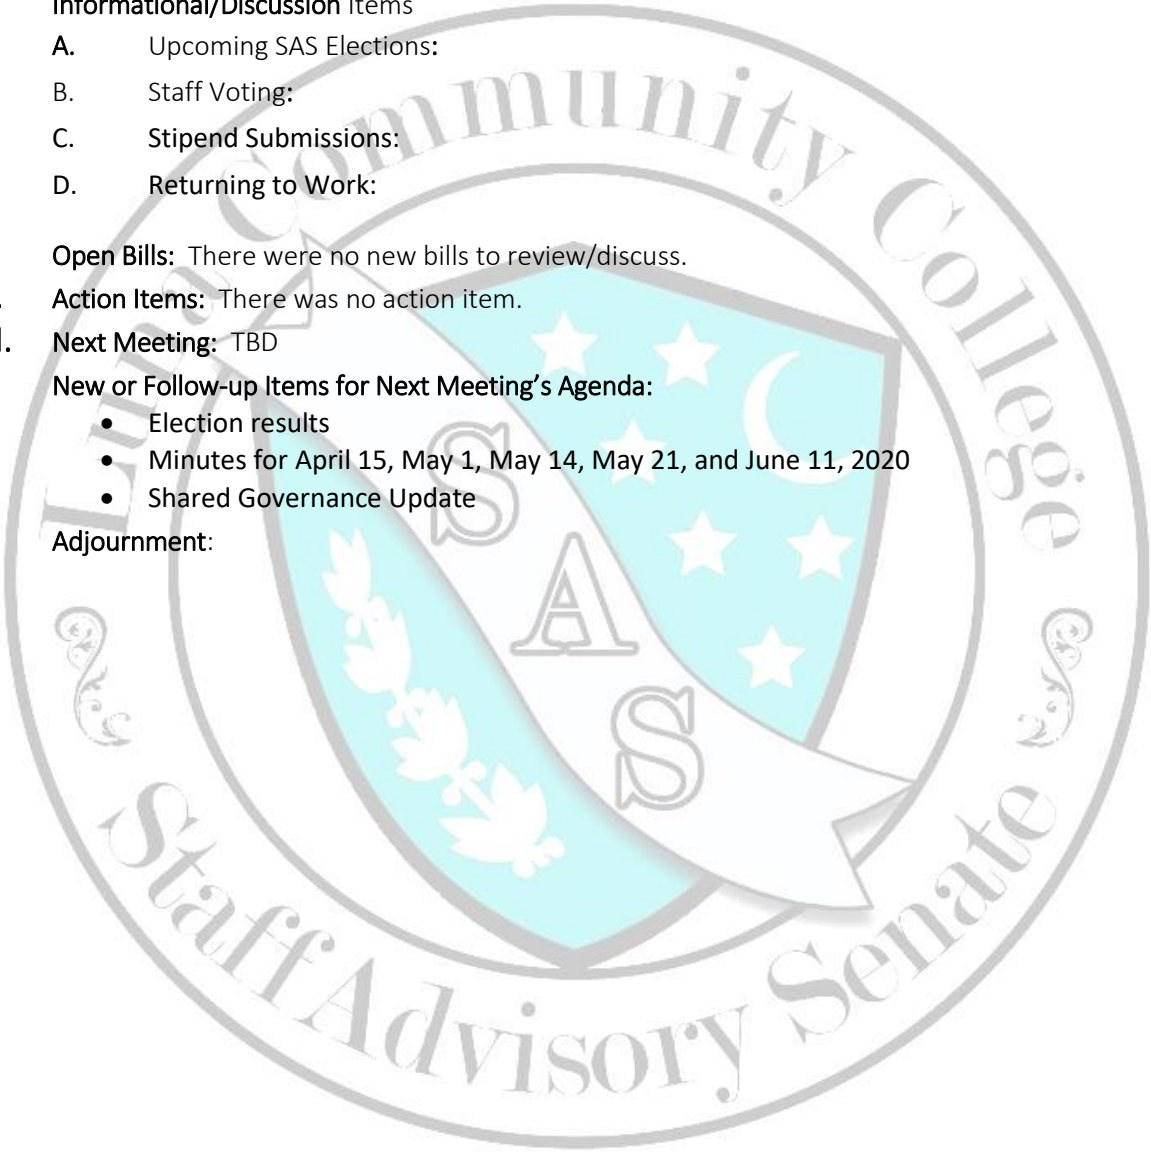 Informational/Discussion Items
A. Upcoming SAS Elections:
B. Staff Voting:
C. Stipend Submissions:
D. Returning to Work:
Open Bills: There were no new bills to review/discuss.
Action Items: There was no action item.
Next Meeting: TBD
New or Follow-up Items for Next Meeting’s Agenda:
• Election results
• Minutes for April 15, May 1, May 14, May 21, and June 11, 2020
• Shared Governance Update
Adjournment:
Luna Community College
SAS
Staff Advisory Senate